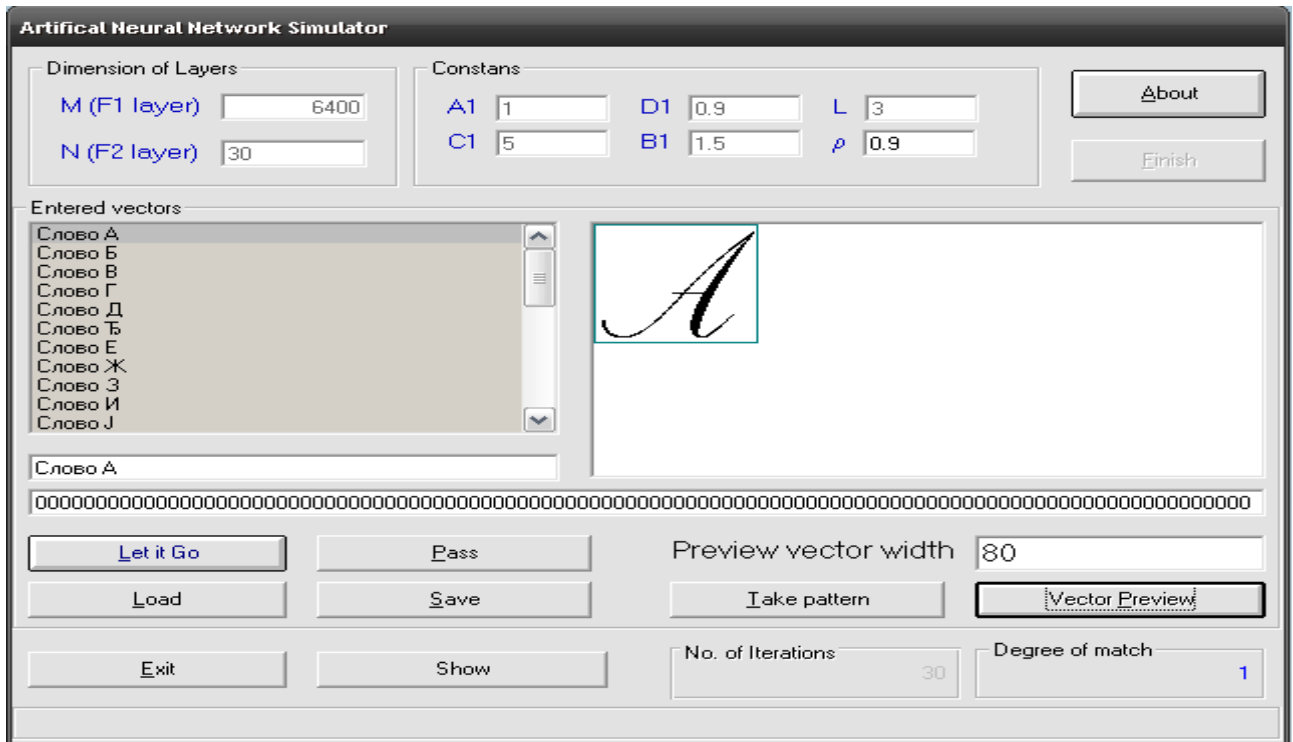 Artifical Neural Network Simulator
Dimension of Layers
M (F1 layer) 6400
N (F2 layer) 30
Constans
A1 1 D1 0.9 L 3
C1 5 B1 1.5 ρ 0.9
About
Finish
Entered vectors
Слово А
Слово Б
Слово В
Слово Г
Слово Д
Слово Ђ
Слово Е
Слово Ж
Слово З
Слово И
Слово Ј
A
Слово А
Let it Go
Pass
Preview vector width 80
Load
Save
Take pattern
Vector Preview
Exit
Show
No. of Iterations
30
Degree of match
1